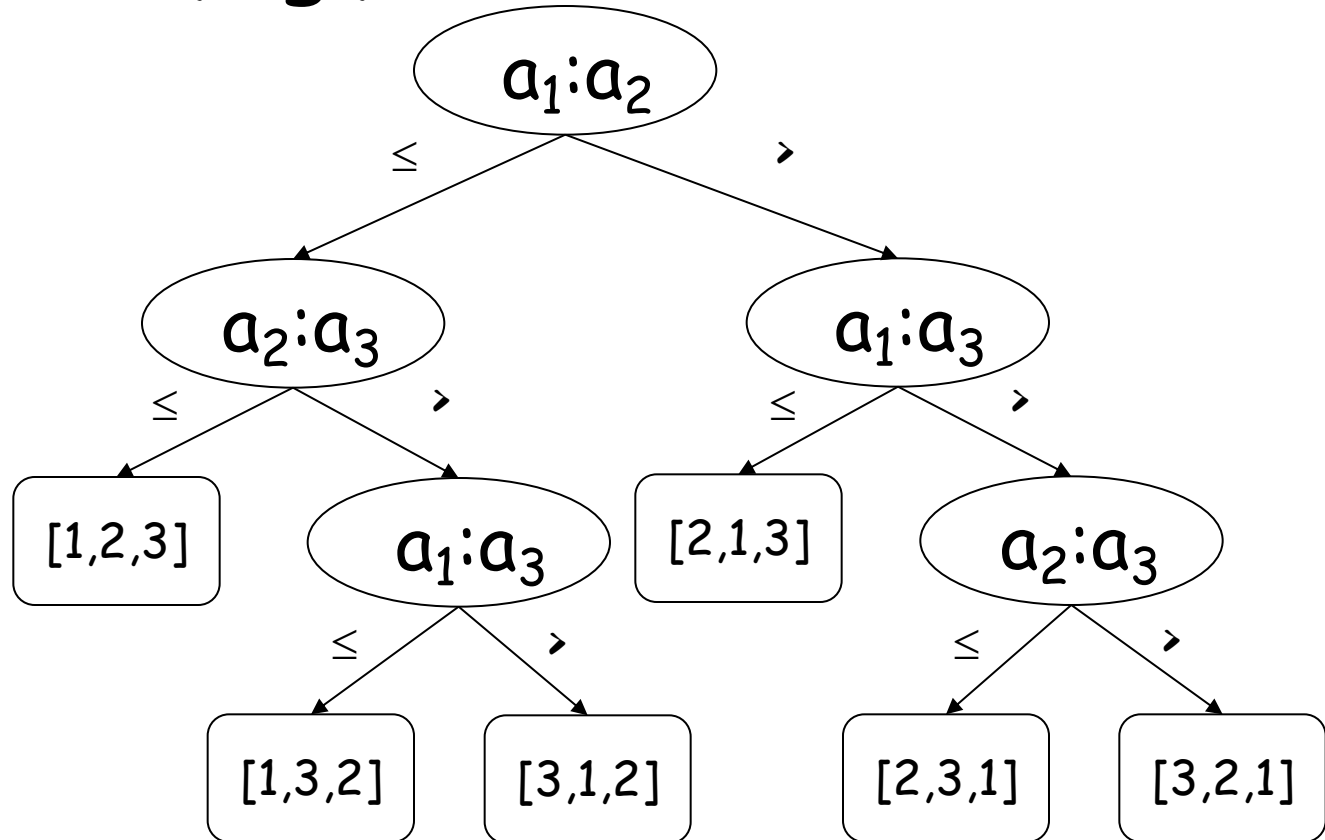 a₁:a₂
≤ >
a₂:a₃ a₁:a₃
≤ > ≤ >
[1,2,3] a₁:a₃ [2,1,3] a₂:a₃
≤ > ≤ >
[1,3,2] [3,1,2] [2,3,1] [3,2,1]